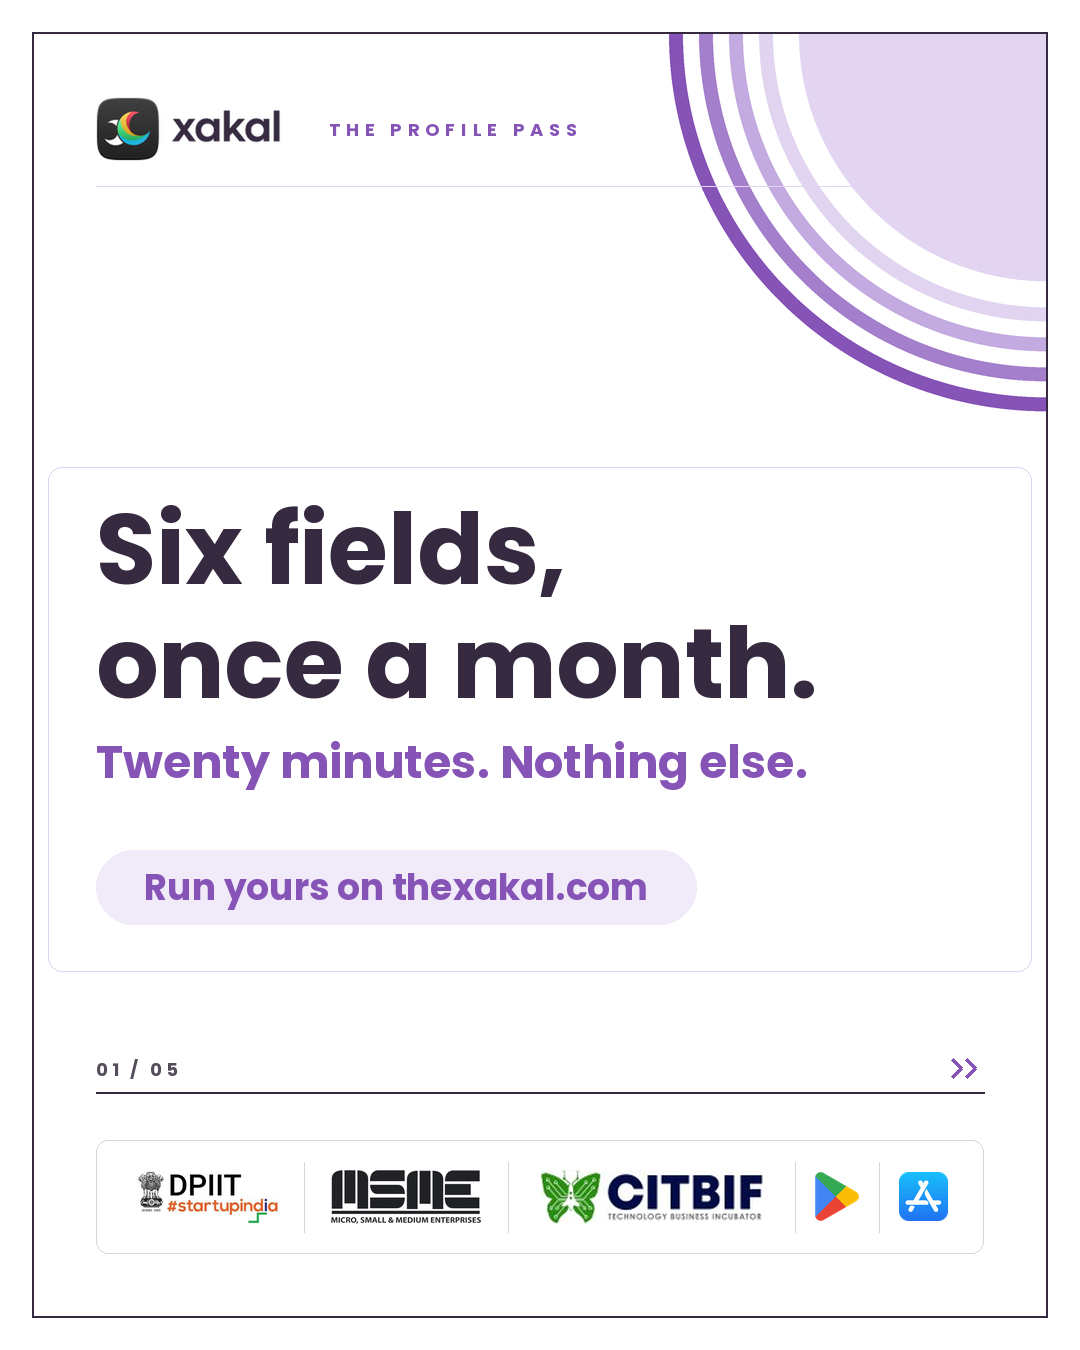 xakal
THE PROFILE PASS
Six fields,
once a month.
Twenty minutes. Nothing else.
Run yours on thexakal.com
01 / 05
DPIIT
#startupindia
MSME
MICRO, SMALL & MEDIUM ENTERPRISES
CITBIF
TECHNOLOGY BUSINESS INCUBATOR